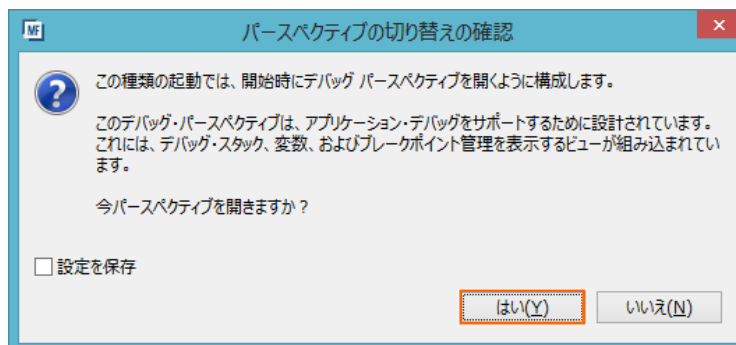 MF
パースペクティブの切り替えの確認
×
この種類の起動では、開始時にデバッグ パースペクティブを開くように構成します。
このデバッグ・パースペクティブは、アプリケーション・デバッグをサポートするために設計されています。
これには、デバッグ・スタック、変数、およびブレークポイント管理を表示するビューが組み込まれてい
ます。
今パースペクティブを開きますか？
設定を保存
はい(Y)
いいえ(N)